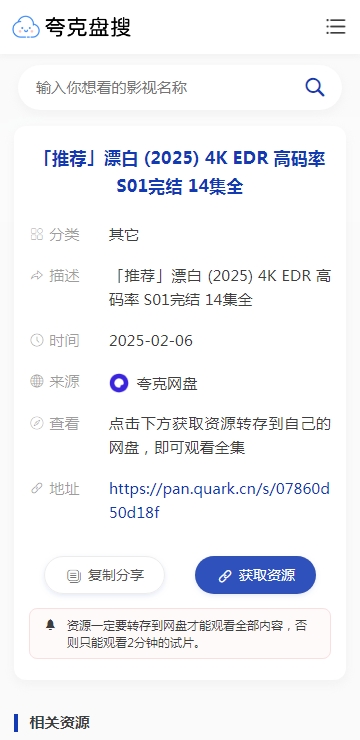 夸克盘搜
输入你想看的影视名称
「推荐」漂白 (2025) 4K EDR 高码率
S01完结 14集全
分类 其它
描述 「推荐」漂白 (2025) 4K EDR 高
码率 S01完结 14集全
时间 2025-02-06
来源 夸克网盘
查看 点击下方获取资源转存到自己的
网盘，即可观看全集
地址 https://pan.quark.cn/s/07860d
50d18f
复制分享 获取资源
资源一定要转存到网盘才能观看全部内容，否
则只能观看2分钟的试片。
相关资源